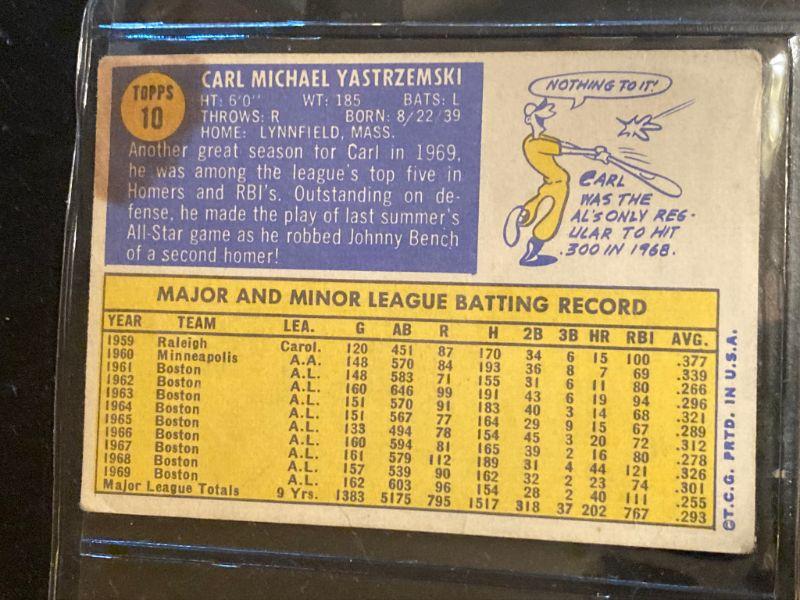 TOPPS
10
CARL MICHAEL YASTRZEMSKI
HT: 6'0" WT: 185 BATS: L
THROWS: R BORN: 8/22/39
HOME: LYNNFIELD, MASS.
Another great season for Carl in 1969,
he was among the league's top five in
Homers and RBI's. Outstanding on de-
fense, he made the play of last summer's
All-Star game as he robbed Johnny Bench
of a second homer!
NOTHING TO IT!
CARL
WAS THE
AL'S ONLY REG-
ULAR TO HIT
.300 IN 1968.
MAJOR AND MINOR LEAGUE BATTING RECORD
YEAR TEAM LEA. G AB R H 2B 3B HR RBI AVG.
1959 Raleigh Carol. 120 451 87 170 34 6 15 100 .377
1960 Minneapolis A.A. 148 570 84 193 36 8 7 69 .339
1961 Boston A.L. 148 583 71 155 31 6 11 80 .266
1962 Boston A.L. 160 646 99 191 43 6 19 94 .296
1963 Boston A.L. 151 570 91 183 40 3 14 68 .321
1964 Boston A.L. 151 567 77 164 29 9 15 67 .289
1965 Boston A.L. 133 494 78 154 45 3 20 72 .312
1966 Boston A.L. 160 594 81 165 39 2 16 80 .278
1967 Boston A.L. 161 579 112 189 31 4 44 121 .326
1968 Boston A.L. 157 539 90 162 32 2 23 74 .301
1969 Boston A.L. 162 603 96 154 28 2 40 111 .255
Major League Totals 9 Yrs. 1383 5175 795 1517 318 37 202 767 .293
©T.C.G. PRTD. IN U.S.A.